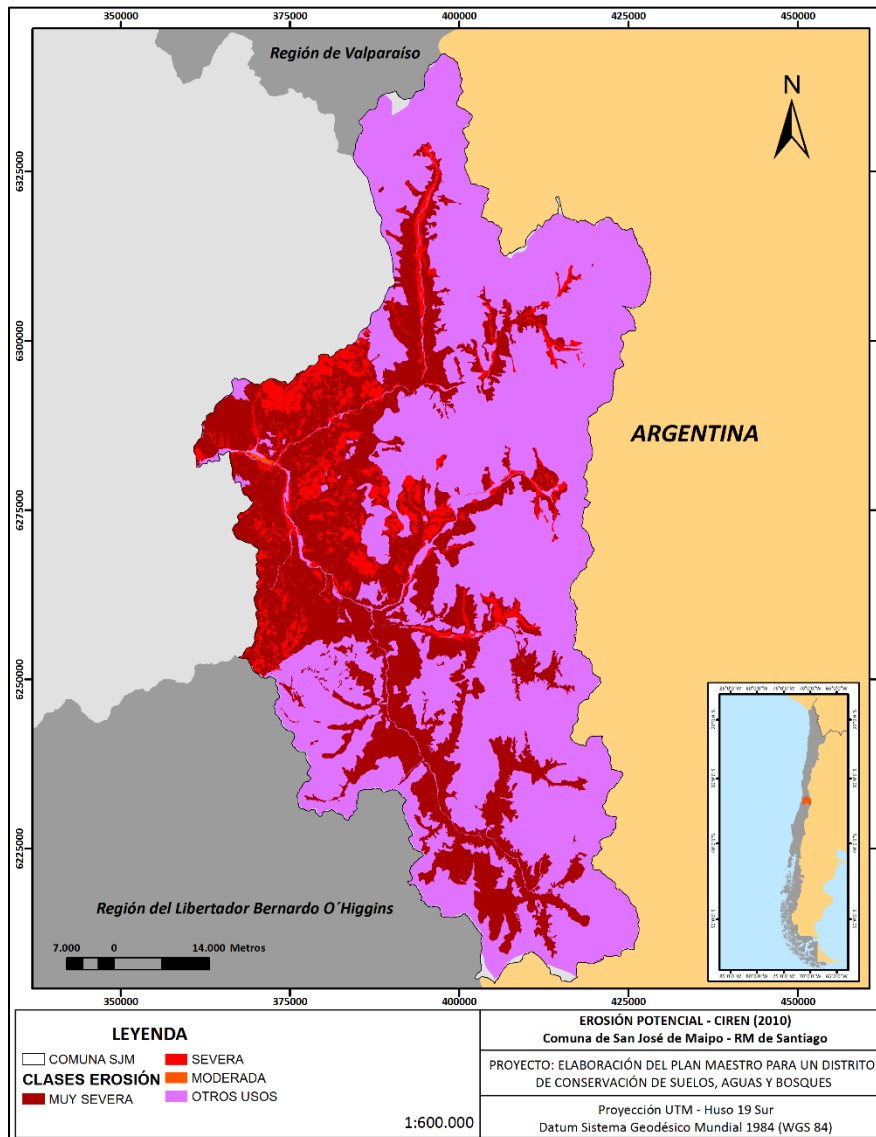 350000 375000 400000 425000 450000
Región de Valparaíso
N
6325000
6300000
ARGENTINA
6275000
6250000
6225000
Región del Libertador Bernardo O´Higgins
7.000 0 14.000 Metros
350000 375000 400000 425000 450000
LEYENDA
COMUNA SJM
CLASES EROSIÓN
MUY SEVERA
SEVERA
MODERADA
OTROS USOS
1:600.000
EROSIÓN POTENCIAL - CIREN (2010)
Comuna de San José de Maipo - RM de Santiago
PROYECTO: ELABORACIÓN DEL PLAN MAESTRO PARA UN DISTRITO
DE CONSERVACIÓN DE SUELOS, AGUAS Y BOSQUES
Proyección UTM - Huso 19 Sur
Datum Sistema Geodésico Mundial 1984 (WGS 84)